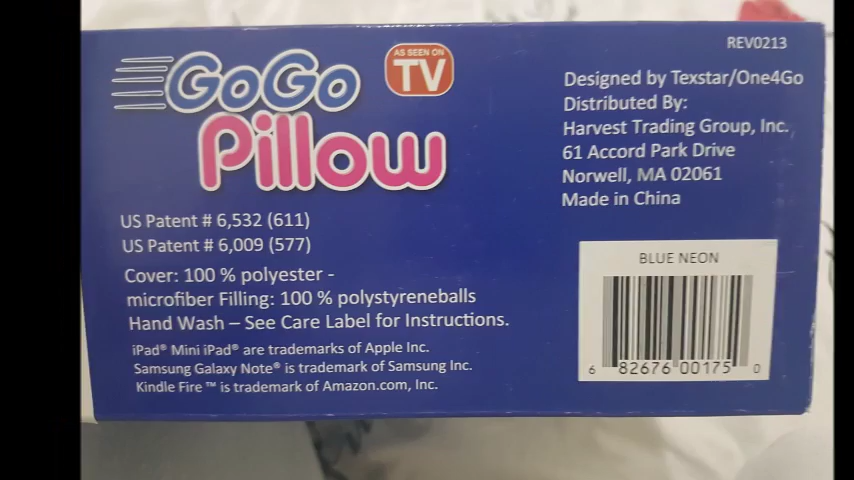 GoGo
Pillow
AS SEEN ON
TV
REV0213
Designed by Texstar/One4Go
Distributed By:
Harvest Trading Group, Inc.
61 Accord Park Drive
Norwell, MA 02061
Made in China
US Patent # 6,532 (611)
US Patent # 6,009 (577)
Cover: 100 % polyester -
microfiber Filling: 100 % polystyreneballs
Hand Wash – See Care Label for Instructions.
iPad® Mini iPad® are trademarks of Apple Inc.
Samsung Galaxy Note® is trademark of Samsung Inc.
Kindle Fire ™ is trademark of Amazon.com, Inc.
BLUE NEON
6 82676 00175 0